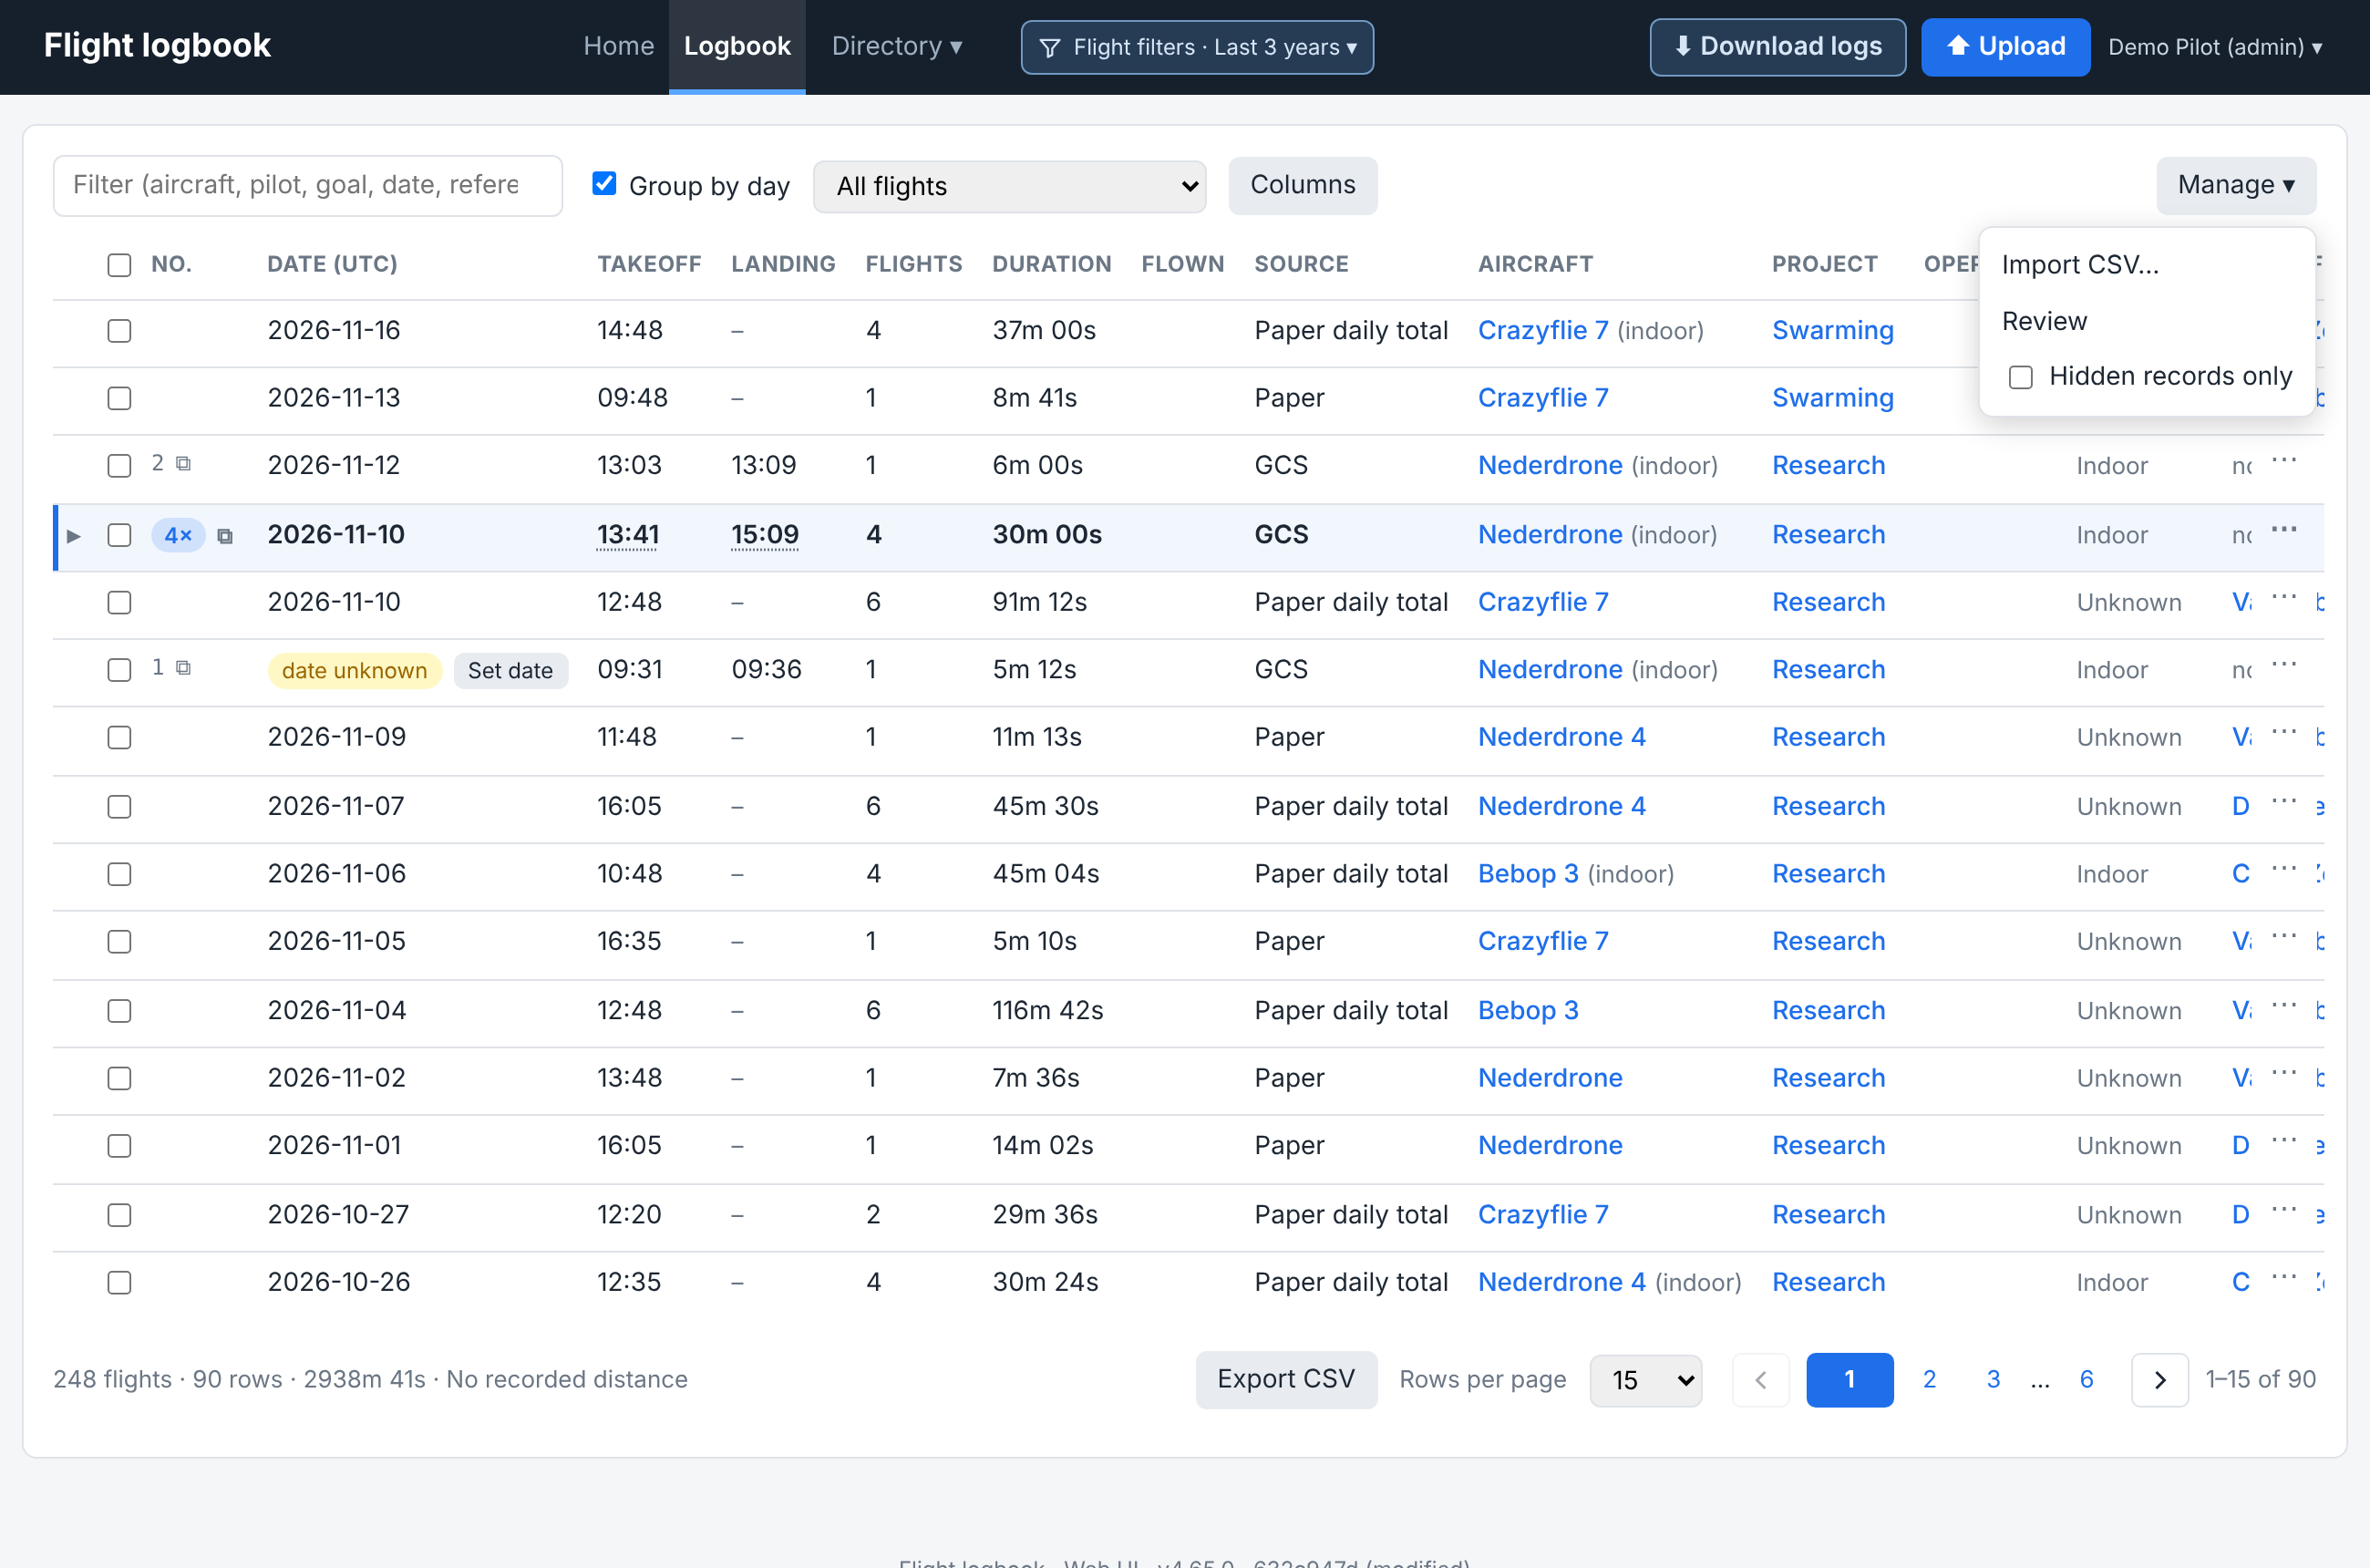 Flight logbook Home Logbook Directory ▾ Flight filters · Last 3 years ▾ ⬇ Download logs ⬆ Upload Demo Pilot (admin) ▾
Filter (aircraft, pilot, goal, date, refere Group by day All flights Columns Manage ▾
NO. DATE (UTC) TAKEOFF LANDING FLIGHTS DURATION FLOWN SOURCE AIRCRAFT PROJECT
Import CSV...
Review
Hidden records only
2026-11-16 14:48 – 4 37m 00s Paper daily total Crazyflie 7 (indoor) Swarming
2026-11-13 09:48 – 1 8m 41s Paper Crazyflie 7 Swarming
2 2026-11-12 13:03 13:09 1 6m 00s GCS Nederdrone (indoor) Research Indoor ...
▶ 4× 2026-11-10 13:41 15:09 4 30m 00s GCS Nederdrone (indoor) Research Indoor ...
2026-11-10 12:48 – 6 91m 12s Paper daily total Crazyflie 7 Research Unknown ...
1 date unknown Set date 09:31 09:36 1 5m 12s GCS Nederdrone (indoor) Research Indoor ...
2026-11-09 11:48 – 1 11m 13s Paper Nederdrone 4 Research Unknown ...
2026-11-07 16:05 – 6 45m 30s Paper daily total Nederdrone 4 Research Unknown D ...
2026-11-06 10:48 – 4 45m 04s Paper daily total Bebop 3 (indoor) Research Indoor C ...
2026-11-05 16:35 – 1 5m 10s Paper Crazyflie 7 Research Unknown ...
2026-11-04 12:48 – 6 116m 42s Paper daily total Bebop 3 Research Unknown ...
2026-11-02 13:48 – 1 7m 36s Paper Nederdrone Research Unknown ...
2026-11-01 16:05 – 1 14m 02s Paper Nederdrone Research Unknown D ...
2026-10-27 12:20 – 2 29m 36s Paper daily total Crazyflie 7 Research Unknown D ...
2026-10-26 12:35 – 4 30m 24s Paper daily total Nederdrone 4 (indoor) Research Indoor C ...
248 flights · 90 rows · 2938m 41s · No recorded distance Export CSV Rows per page 15 1 2 3 ... 6 1–15 of 90